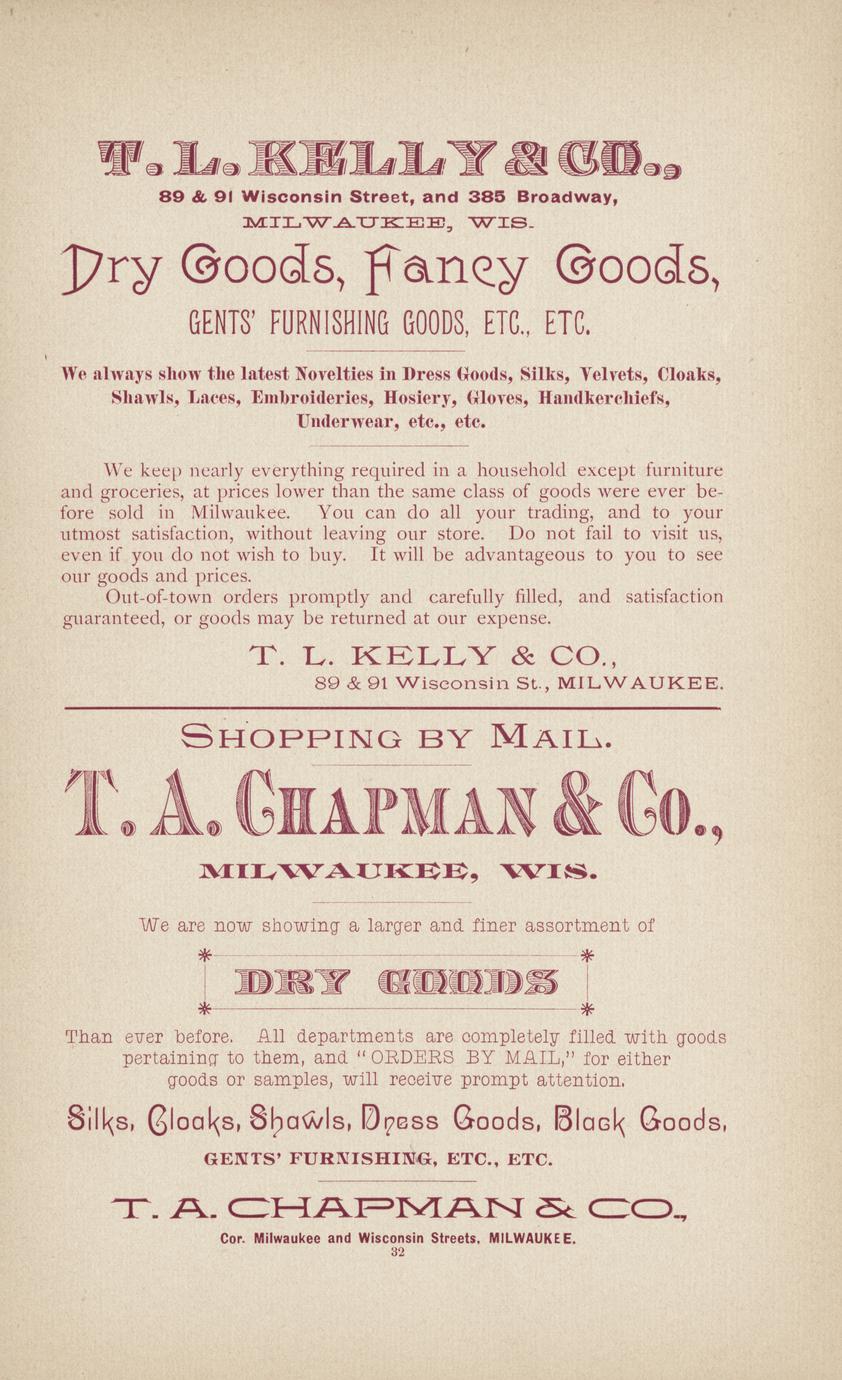 T. L. KELLY & CO.,
89 & 91 Wisconsin Street, and 385 Broadway,
MILWAUKEE, WIS.
Dry Goods, Fancy Goods,
GENTS' FURNISHING GOODS, ETC., ETC.
We always show the latest Novelties in Dress Goods, Silks, Velvets, Cloaks,
Shawls, Laces, Embroideries, Hosiery, Gloves, Handkerchiefs,
Underwear, etc., etc.
We keep nearly everything required in a household except furniture
and groceries, at prices lower than the same class of goods were ever be-
fore sold in Milwaukee. You can do all your trading, and to your
utmost satisfaction, without leaving our store. Do not fail to visit us,
even if you do not wish to buy. It will be advantageous to you to see
our goods and prices.
Out-of-town orders promptly and carefully filled, and satisfaction
guaranteed, or goods may be returned at our expense.
T. L. KELLY & CO.,
89 & 91 Wisconsin St., MILWAUKEE.
SHOPPING BY MAIL.
T. A. CHAPMAN & CO.,
MILWAUKEE, WIS.
We are now showing a larger and finer assortment of
DRY GOODS
Than ever before. All departments are completely filled with goods
pertaining to them, and "ORDERS BY MAIL," for either
goods or samples, will receive prompt attention.
Silks, Cloaks, Shawls, Dress Goods, Black Goods,
GENTS' FURNISHING, ETC., ETC.
T. A. CHAPMAN & CO.,
Cor. Milwaukee and Wisconsin Streets, MILWAUKEE.
32